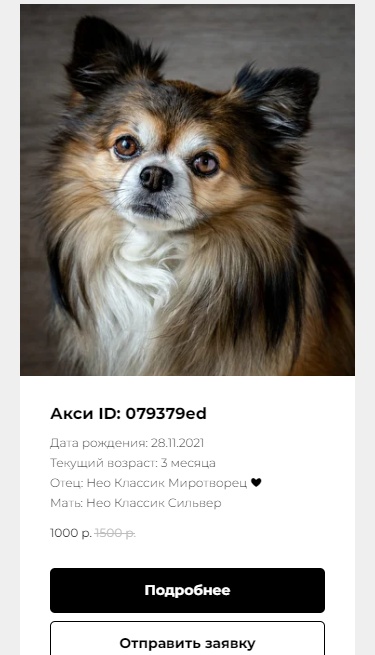 Акси ID: 079379ed
Дата рождения: 28.11.2021
Текущий возраст: 3 месяца
Отец: Нео Классик Миротворец 🖤
Мать: Нео Классик Сильвер
1000 р. 1500 р.
Подробнее
Отправить заявку